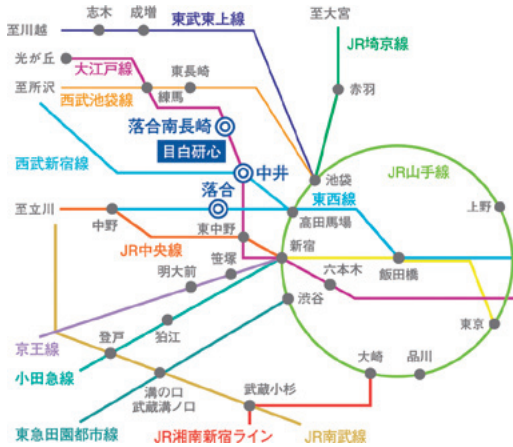 至大宮
志木
成増
東武東上線
至川越
JR埼京線
光が丘
大江戸線
東長崎
赤羽
至所沢
西武池袋線
練馬
落合南長崎
目白研心
西武新宿線
中井
池袋
JR山手線
落合
東西線
上野
至立川
中野
高田馬場
東中野
JR中央線
新宿
笹塚
六本木
飯田橋
明大前
渋谷
東京
京王線
登戸
狛江
大崎
品川
小田急線
溝の口
武蔵溝ノ口
武蔵小杉
東急田園都市線
JR湘南新宿ライン
JR南武線